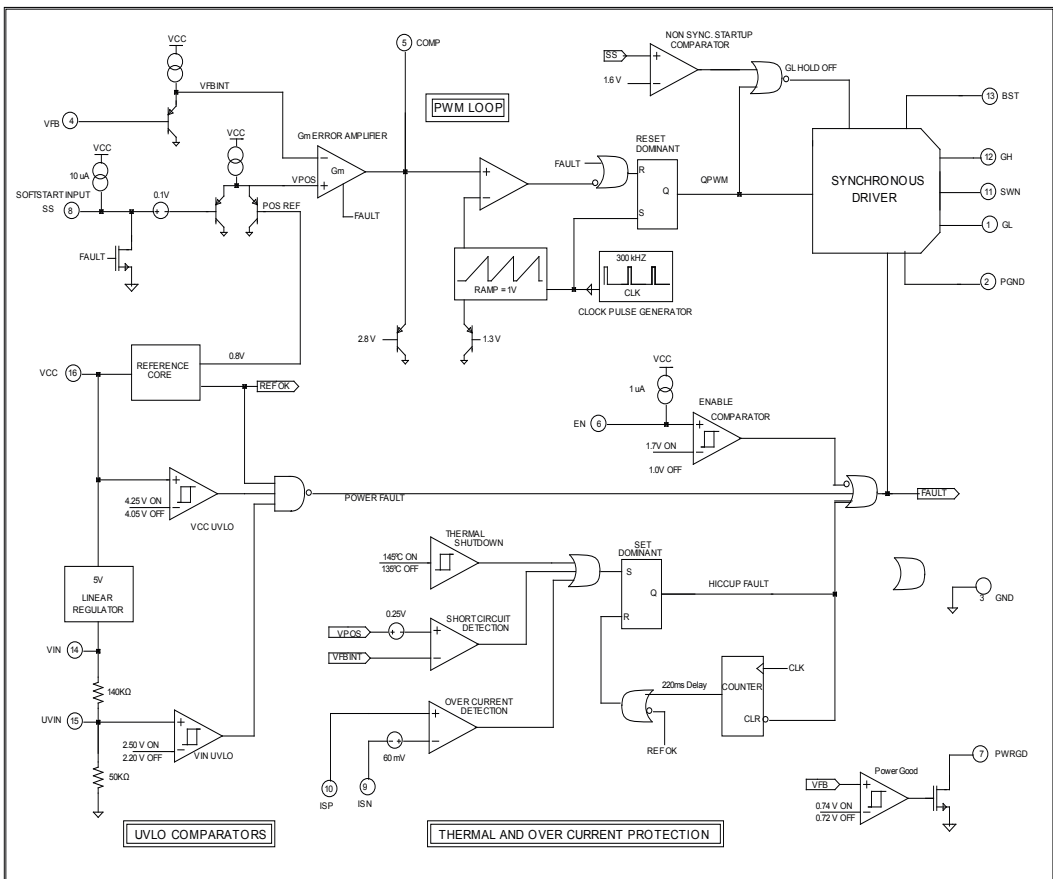 VCC
5
COMP
NON SYNC. STARTUP
COMPARATOR
SS
+
1.6 V
−
GL HOLD OFF
VFBINT
PWM LOOP
13
BST
VFB
4
VCC
Gm ERROR AMPLIFIER
RESET
DOMINANT
12
GH
VCC
−
Gm
+
FAULT
R
QPWM
SYNCHRONOUS
DRIVER
10 uA
VPOS
+
−
Q
11
SWN
SOFTSTART INPUT
0.1V
SS
8
- +
POS REF
FAULT
S
1
GL
FAULT
300 kHZ
RAMP = 1V
CLK
2
PGND
CLOCK PULSE GENERATOR
2.8 V
1.3 V
0.8V
VCC
VCC
16
REFERENCE
CORE
REF OK
1 uA
ENABLE
COMPARATOR
EN
6
+
1.7V ON
−
1.0V OFF
+
4.25 V ON
−
4.05 V OFF
POWER FAULT
FAULT
VCC UVLO
THERMAL
SHUTDOWN
SET
DOMINANT
145ºC ON
135ºC OFF
5V
LINEAR
REGULATOR
S
Q
HICCUP FAULT
3
GND
0.25V
SHORT CIRCUIT
DETECTION
R
VPOS
- +
+
VFBINT
−
VIN
14
CLK
220ms Delay
COUNTER
140KΩ
OVER CURRENT
DETECTION
CLR
UVIN
15
+
+
2.50 V ON
−
2.20 V OFF
VIN UVLO
- +
−
60 mV
REF OK
7
PWRGD
50KΩ
10
ISP
9
ISN
Power Good
VFB
+
0.74 V ON
−
0.72 V OFF
UVLO COMPARATORS
THERMAL AND OVER CURRENT PROTECTION